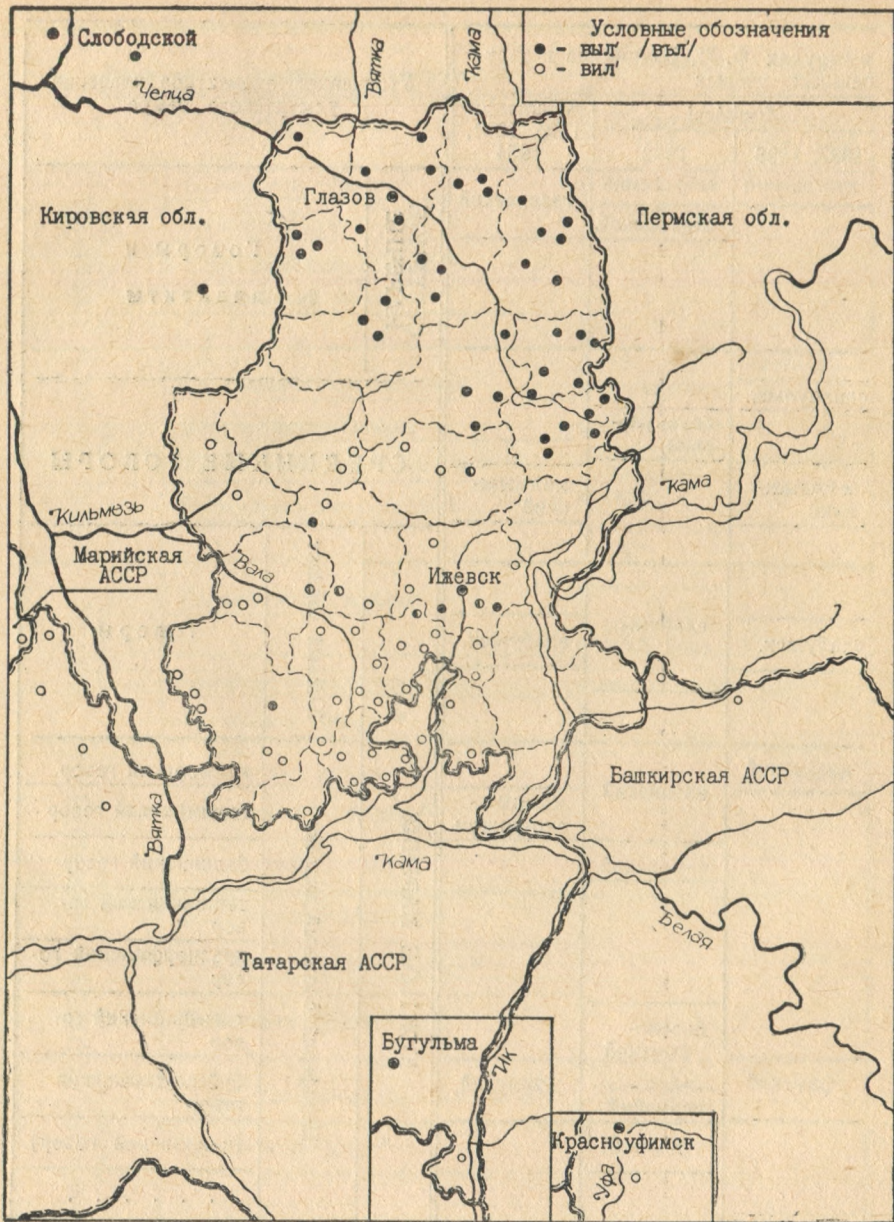 Условные обозначения
● - выл' /въл/
○ - вил'
Слободской
Чепца
Вятка
Кама
Глазов
Кировская обл.
Пермская обл.
Кильмезь
Марийская
АССР
Вала
Ижевск
Кама
Башкирская АССР
Вятка
Кама
Белая
Татарская АССР
Бугульма
Ик
Красноуфимск
Уфа